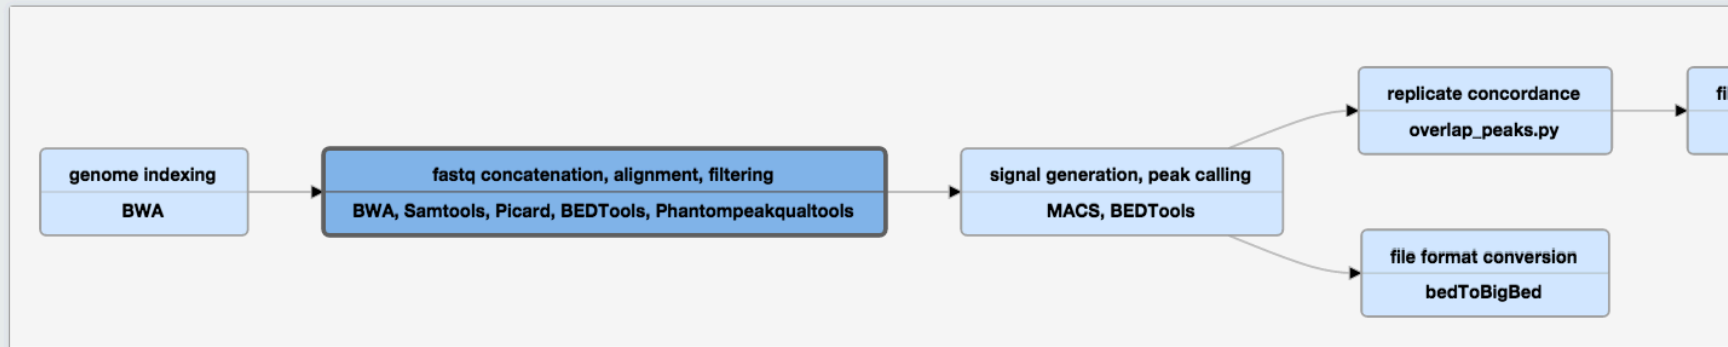 genome indexing
BWA
fastq concatenation, alignment, filtering
BWA, Samtools, Picard, BEDTools, Phantompeakqualtools
signal generation, peak calling
MACS, BEDTools
replicate concordance
overlap_peaks.py
file format conversion
bedToBigBed